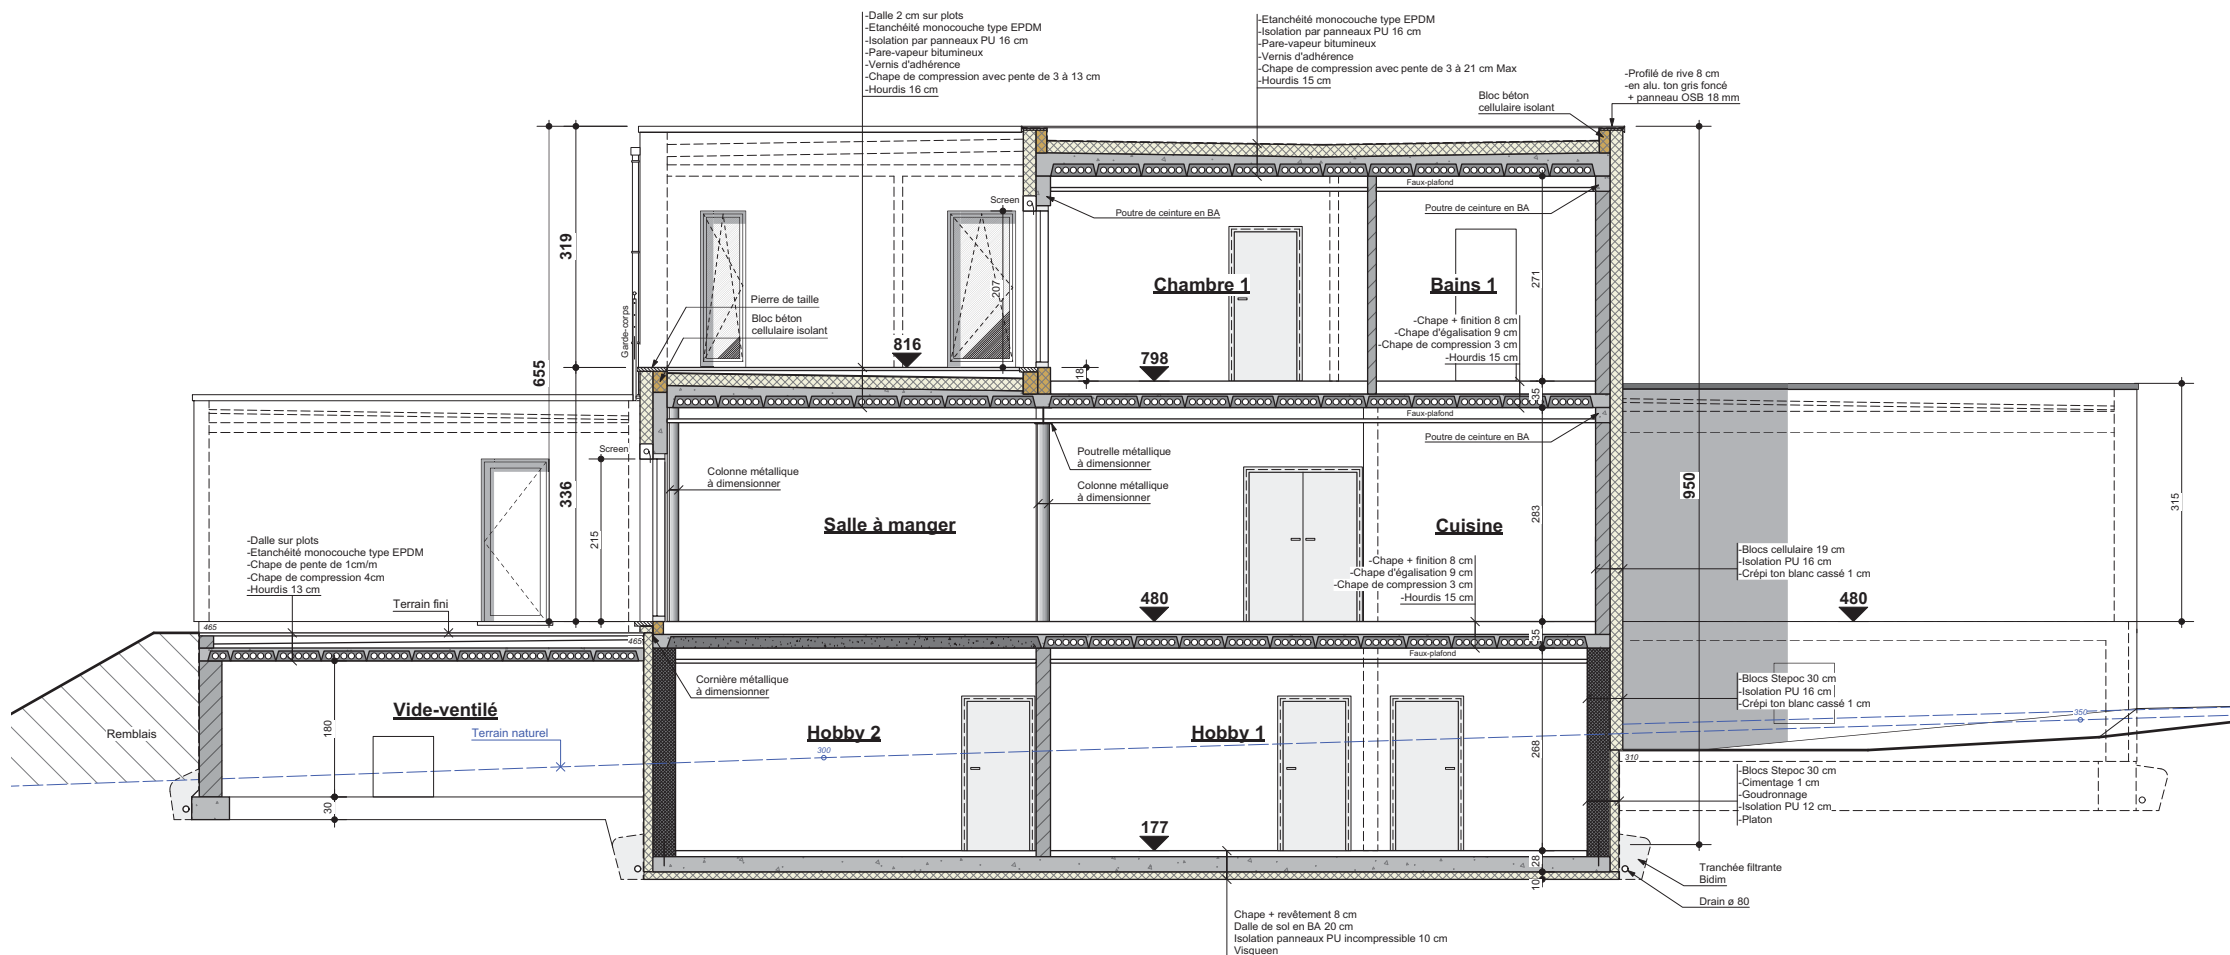 -Dalle 2 cm sur plots
-Etanchéité monocouche type EPDM
-Isolation par panneaux PU 16 cm
-Pare-vapeur bitumineux
-Vernis d'adhérence
-Chape de compression avec pente de 3 à 13 cm
-Hourdis 16 cm
-Etanchéité monocouche type EPDM
-Isolation par panneaux PU 16 cm
-Pare-vapeur bitumineux
-Vernis d'adhérence
-Chape de compression avec pente de 3 à 21 cm Max
-Hourdis 15 cm
-Profilé de rive 8 cm
-en alu. ton gris foncé
+ panneau OSB 18 mm
Bloc béton
cellulaire isolant
Faux-plafond
Screen
Poutre de ceinture en BA
Poutre de ceinture en BA
319
655
207
271
Chambre 1
Bains 1
Garde-corps
Pierre de taille
Bloc béton
cellulaire isolant
-Chape + finition 8 cm
-Chape d'égalisation 9 cm
-Chape de compression 3 cm
-Hourdis 15 cm
816
798
18
35
950
Faux-plafond
Poutre de ceinture en BA
Screen
Poutrelle métallique
à dimensionner
Colonne métallique
à dimensionner
Colonne métallique
à dimensionner
336
215
283
315
Salle à manger
Cuisine
-Dalle sur plots
-Etanchéité monocouche type EPDM
-Chape de pente de 1cm/m
-Chape de compression 4cm
-Hourdis 13 cm
-Chape + finition 8 cm
-Chape d'égalisation 9 cm
-Chape de compression 3 cm
-Hourdis 15 cm
-Blocs cellulaire 19 cm
-Isolation PU 16 cm
-Crépi ton blanc cassé 1 cm
Terrain fini
480
480
465
465
35
Faux-plafond
Cornière métallique
à dimensionner
-Blocs Stepoc 30 cm
-Isolation PU 16 cm
-Crépi ton blanc cassé 1 cm
Remblais
Vide-ventilé
180
Terrain naturel
Hobby 2
300
Hobby 1
268
350
310
-Blocs Stepoc 30 cm
-Cimentage 1 cm
-Goudronnage
-Isolation PU 12 cm
-Platon
30
177
28
10
Tranchée filtrante
Bidim
Drain ø 80
Chape + revêtement 8 cm
Dalle de sol en BA 20 cm
Isolation panneaux PU incompressible 10 cm
Visqueen